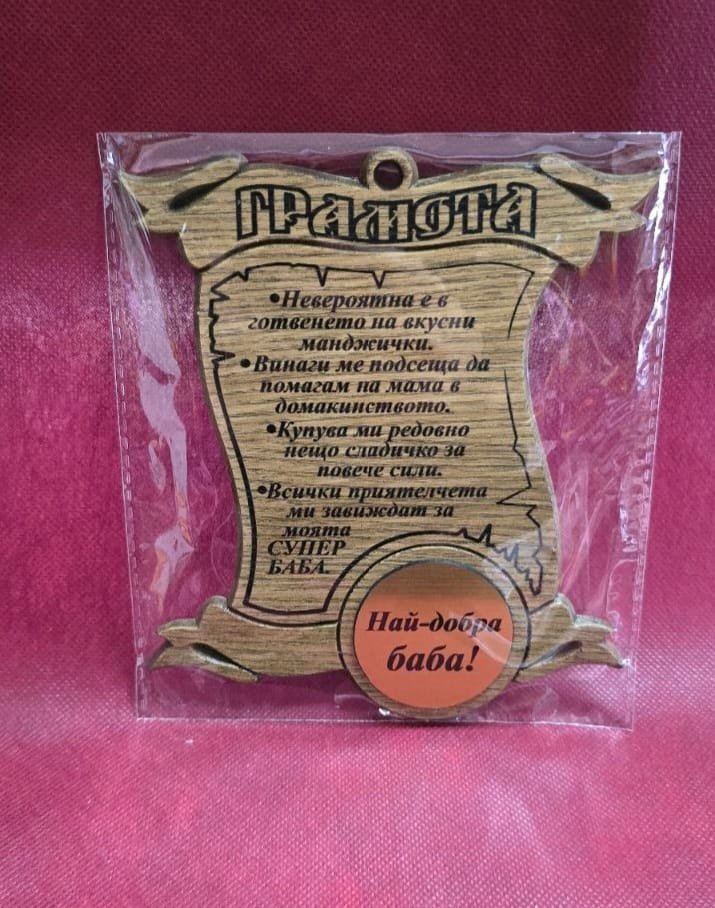 ГРАМОТА
•Невероятна е в
готвенето на вкусни
манджички.
•Винаги ме подсеща да
помагам на мама в
домакинството.
•Купува ми редовно
нещо сладичко за
повече сили.
•Всички приятелчета
ми завиждат за
моята
СУПЕР
БАБА.
Най-добра
баба!